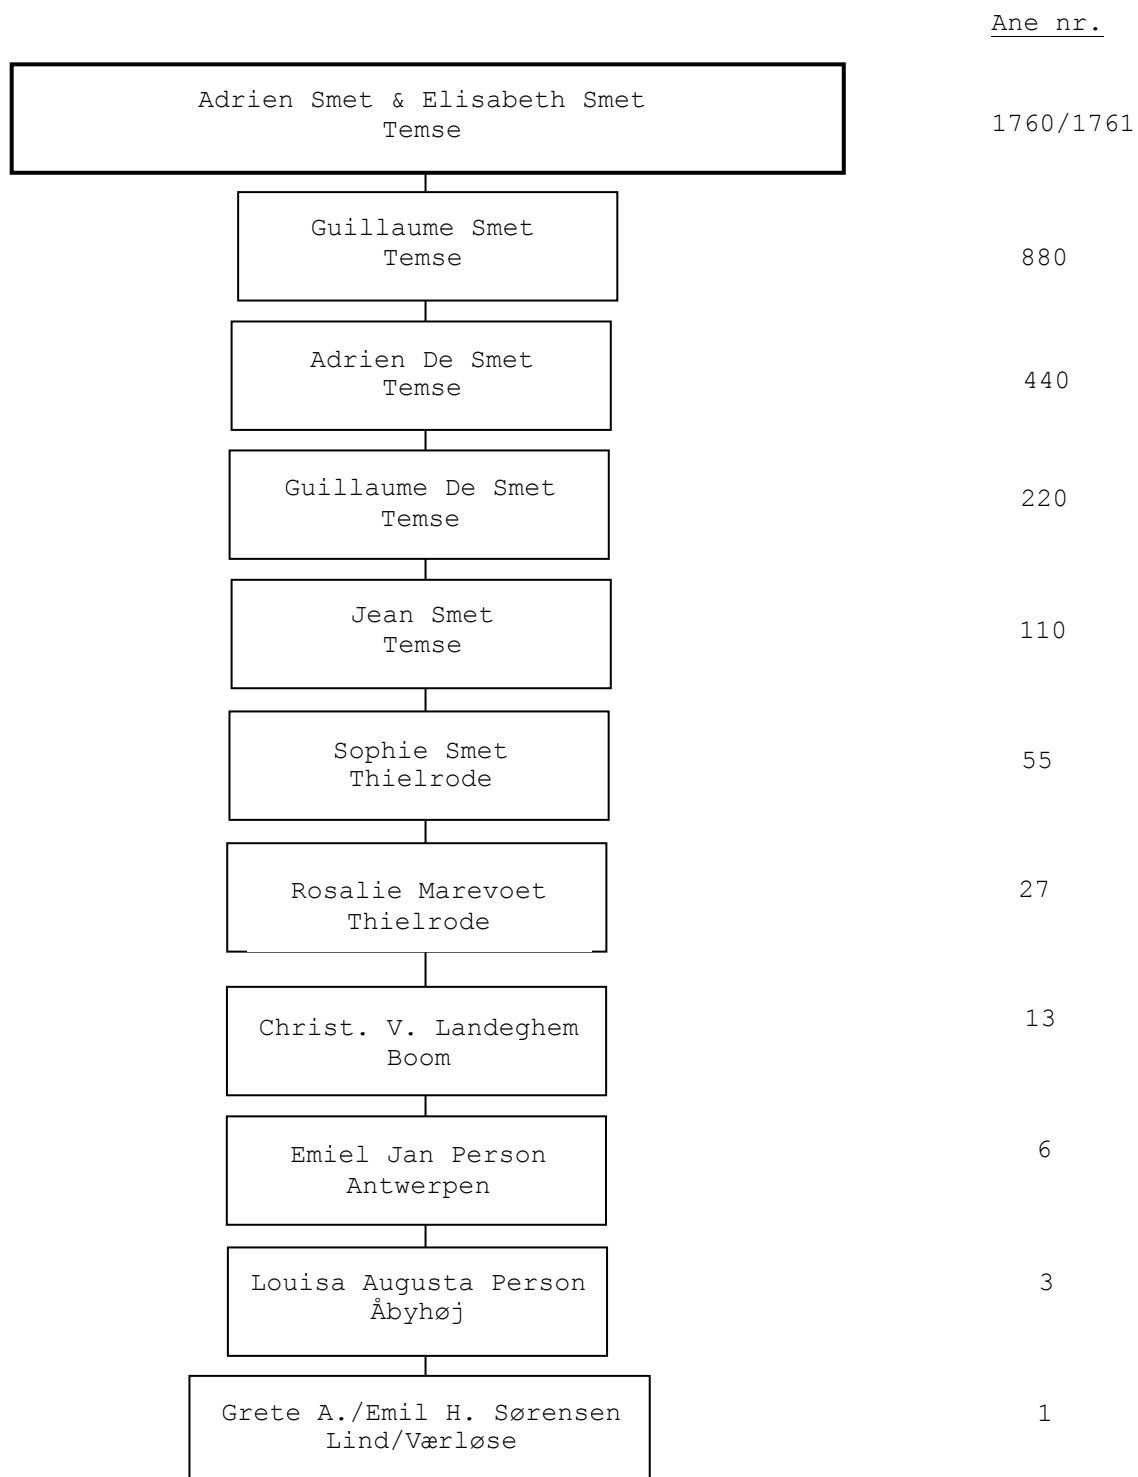 Ane nr.
Adrien Smet & Elisabeth Smet
Temse
1760/1761
Guillaume Smet
Temse
880
Adrien De Smet
Temse
440
Guillaume De Smet
Temse
220
Jean Smet
Temse
110
Sophie Smet
Thielrode
55
Rosalie Marevoet
Thielrode
27
Christ. V. Landeghem
Boom
13
Emiel Jan Person
Antwerpen
6
Louisa Augusta Person
Åbyhøj
3
Grete A./Emil H. Sørensen
Lind/Værløse
1